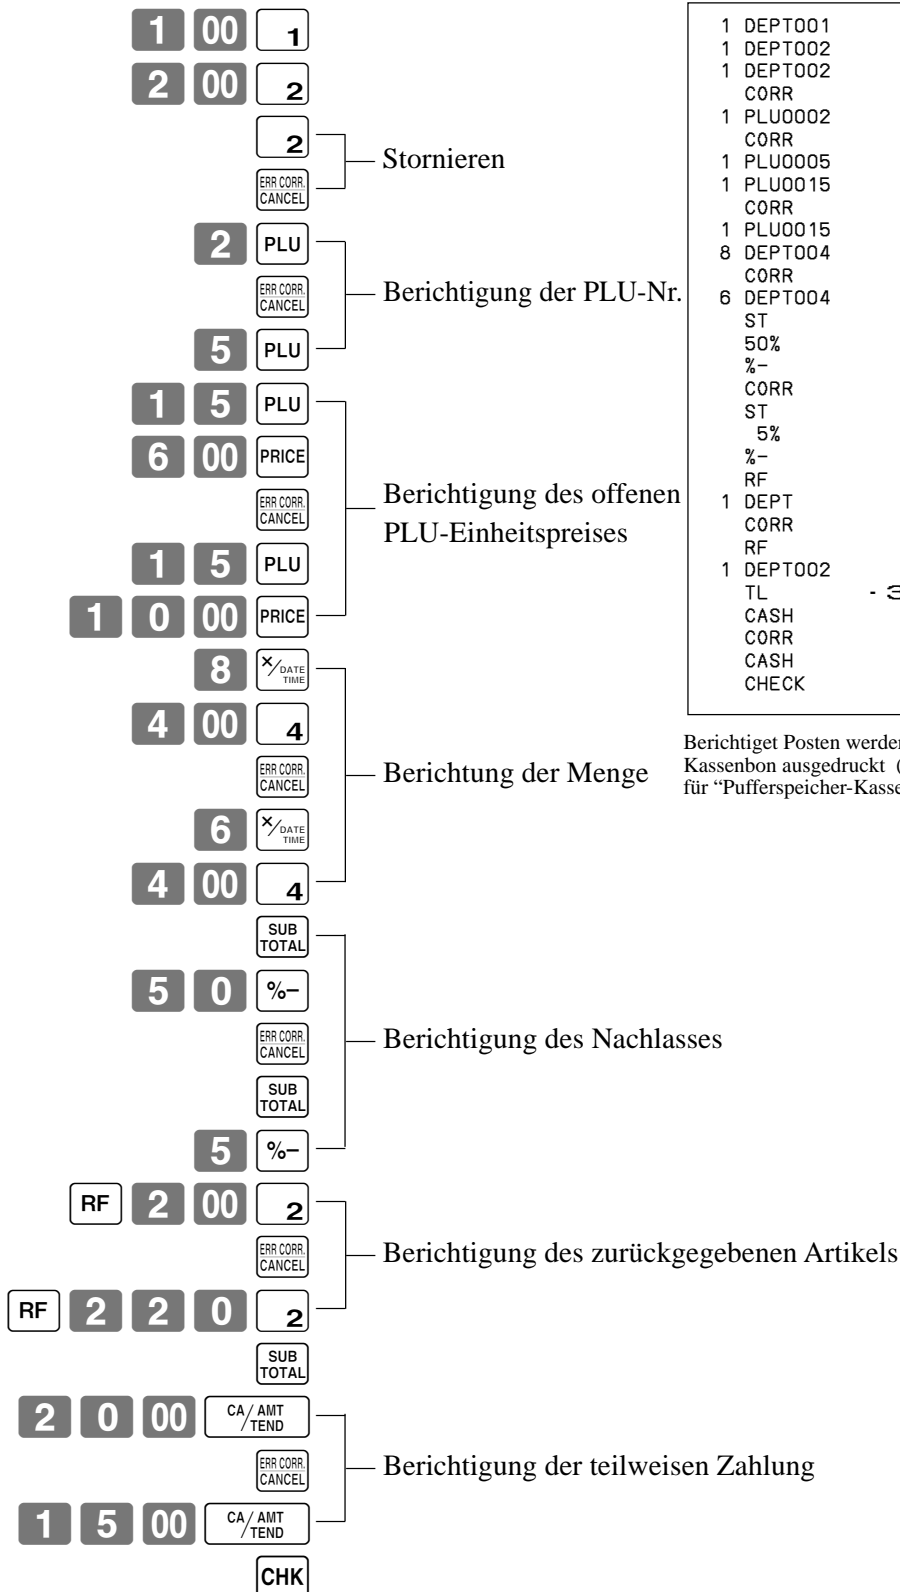 1 00 1
2 00 2
2
ERR CORR. CANCEL
Stornieren
2 PLU
ERR CORR. CANCEL
5 PLU
Berichtigung der PLU-Nr.
1 5 PLU
6 00 PRICE
ERR CORR. CANCEL
1 5 PLU
1 0 00 PRICE
Berichtigung des offenen
PLU-Einheitspreises
8 ×/DATE TIME
4 00 4
ERR CORR. CANCEL
6 ×/DATE TIME
4 00 4
Berichtung der Menge
SUB TOTAL
5 0 %−
ERR CORR. CANCEL
SUB TOTAL
5 %−
Berichtigung des Nachlasses
RF 2 00 2
ERR CORR. CANCEL
RF 2 2 0 2
Berichtigung des zurückgegebenen Artikels
SUB TOTAL
2 0 00 CA/AMT TEND
ERR CORR. CANCEL
1 5 00 CA/AMT TEND
Berichtigung der teilweisen Zahlung
CHK
1 DEPT001
1 DEPT002
1 DEPT002
CORR
1 PLU0002
CORR
1 PLU0005
1 PLU0015
CORR
1 PLU0015
8 DEPT004
CORR
6 DEPT004
ST
50%
%−
CORR
ST
5%
%−
RF
1 DEPT
CORR
RF
1 DEPT002
TL
CASH
CORR
CASH
CHECK
Berichtiget Posten werden
Kassenbon ausgedruckt (
für “Pufferspeicher-Kasse